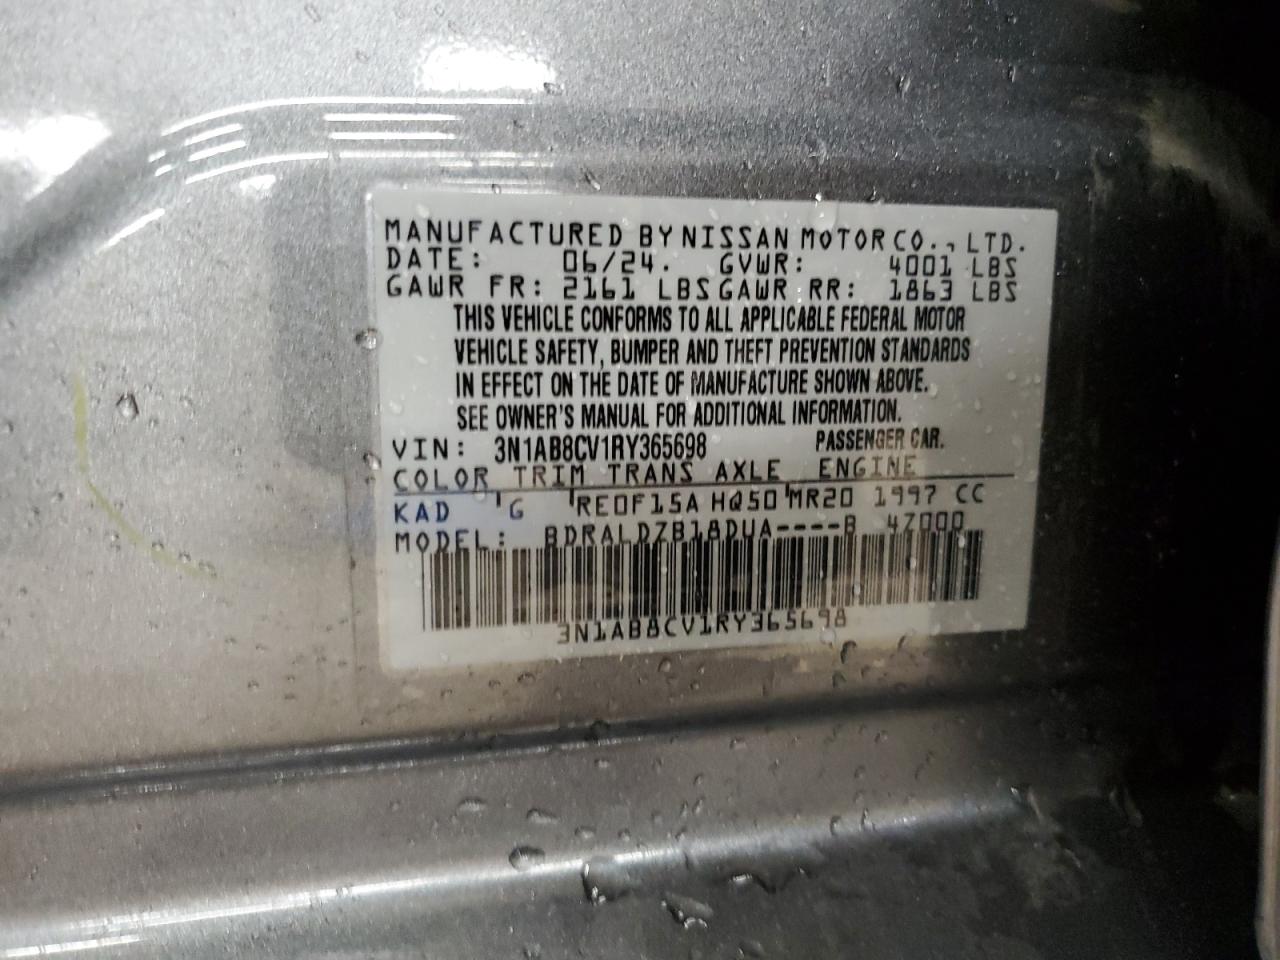 MANUFACTURED BY NISSAN MOTOR CO., LTD.
DATE: 06/24. GVWR: 4001 LBS
GAWR FR: 2161 LBS GAWR RR: 1863 LBS
THIS VEHICLE CONFORMS TO ALL APPLICABLE FEDERAL MOTOR
VEHICLE SAFETY, BUMPER AND THEFT PREVENTION STANDARDS
IN EFFECT ON THE DATE OF MANUFACTURE SHOWN ABOVE.
SEE OWNER'S MANUAL FOR ADDITIONAL INFORMATION.
VIN: 3N1AB8CV1RY365698 PASSENGER CAR.
COLOR TRIM TRANS AXLE ENGINE
KAD G RE0F15A HQ50 MR20 1997 CC
MODEL: BDRALDZB18DUA----B 4Z000
3N1AB8CV1RY365698